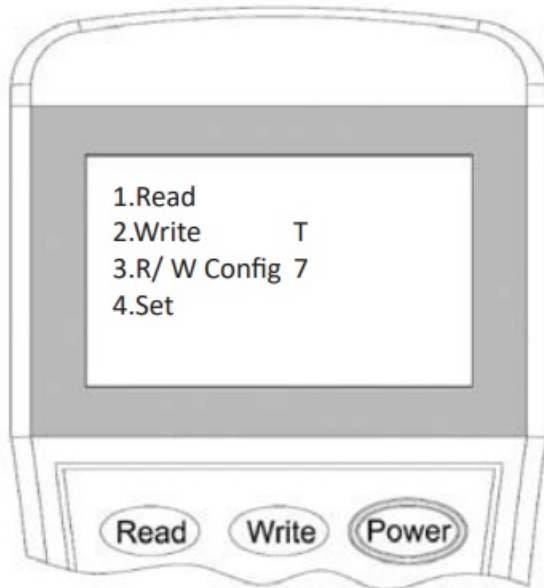 1.Read
2.Write T
3.R/ W Config 7
4.Set
Read Write Power